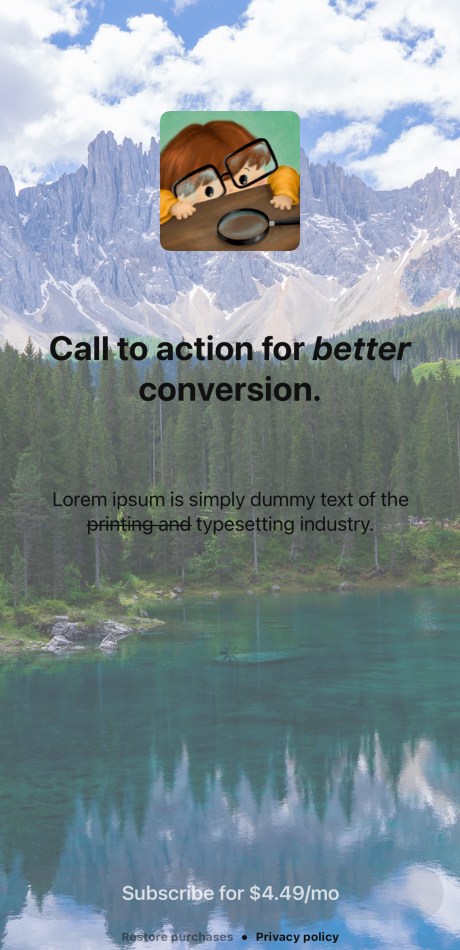 Call to action for better
conversion.
Lorem ipsum is simply dummy text of the
printing and typesetting industry.
Subscribe for $4.49/mo
Restore purchases • Privacy policy